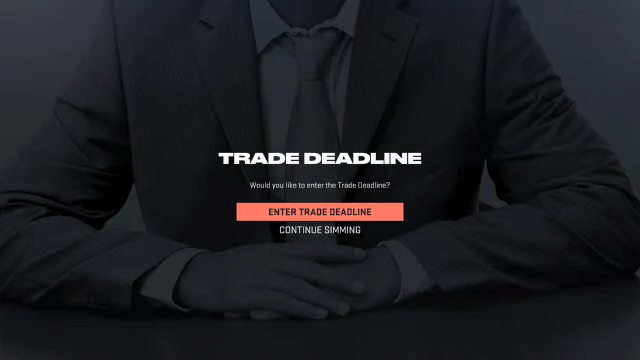 TRADE DEADLINE
Would you like to enter the Trade Deadline?
ENTER TRADE DEADLINE
CONTINUE SIMMING